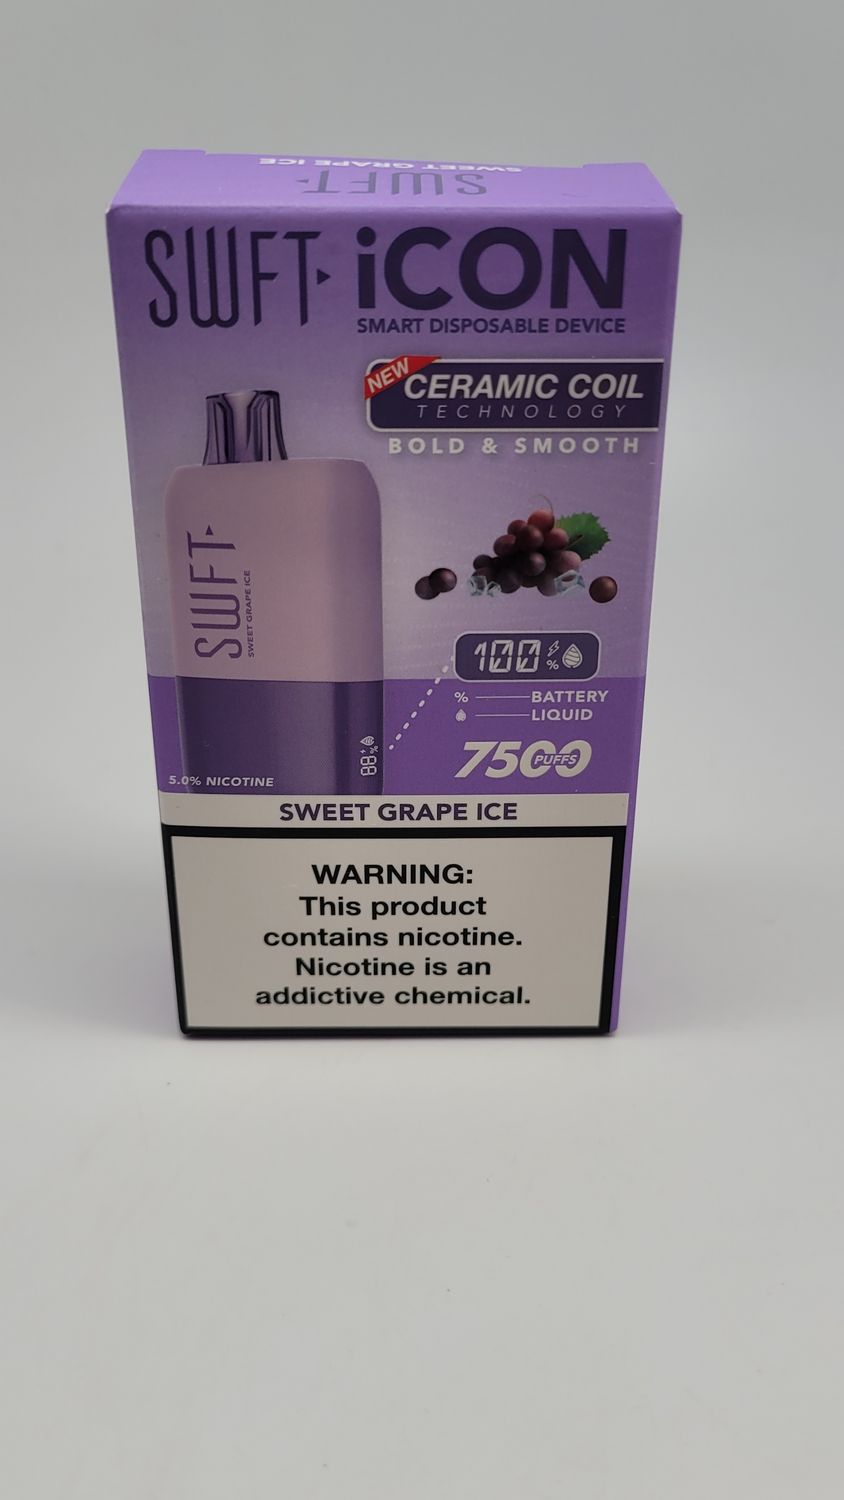 SWEET GRAPE ICE
SWFT
SWFT iCON
SMART DISPOSABLE DEVICE
NEW
CERAMIC COIL
TECHNOLOGY
BOLD & SMOOTH
SWFT
SWEET GRAPE ICE
100 %
% BATTERY
LIQUID
88 %
7500 PUFFS
5.0% NICOTINE
SWEET GRAPE ICE
WARNING:
This product
contains nicotine.
Nicotine is an
addictive chemical.